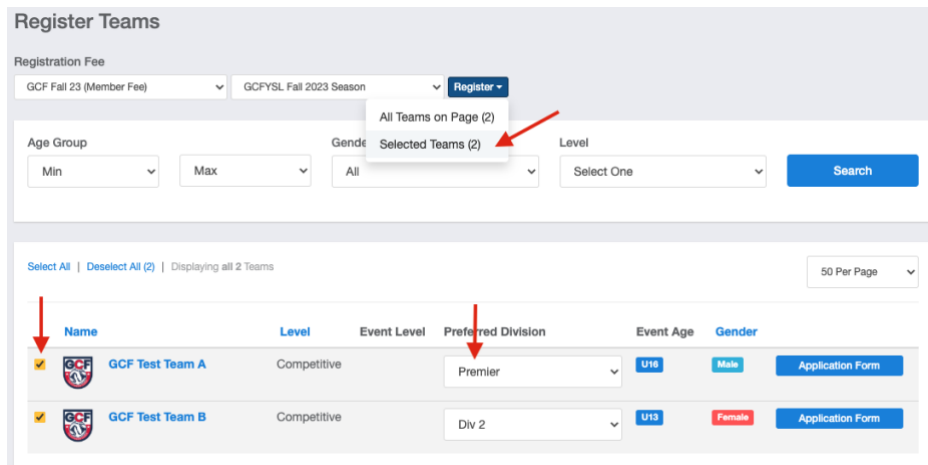 Register Teams
Registration Fee
GCF Fall 23 (Member Fee) GCFYSL Fall 2023 Season Register
All Teams on Page (2)
Selected Teams (2)
Age Group Level
Min Max All Select One Search
Select All | Deselect All (2) | Displaying all 2 Teams
50 Per Page
Name Level Event Level Preferred Division Event Age Gender
GCF GCF Test Team A Competitive Premier U16 Male Application Form
GCF GCF Test Team B Competitive Div 2 U13 Female Application Form